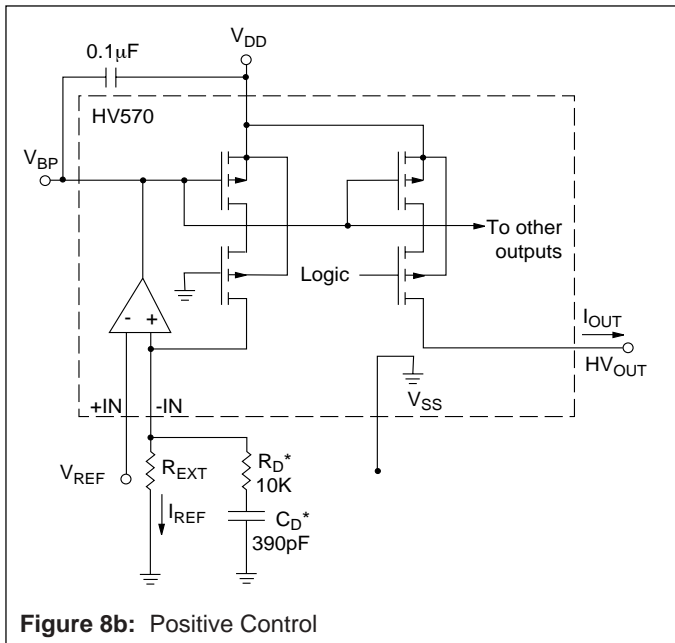 V_DD
0.1μF
HV570
V_BP
To other
outputs
Logic
- +
I_OUT
HV_OUT
V_SS
+IN -IN
V_REF
R_EXT
R_D*
10K
I_REF
C_D*
390pF
Figure 8b: Positive Control